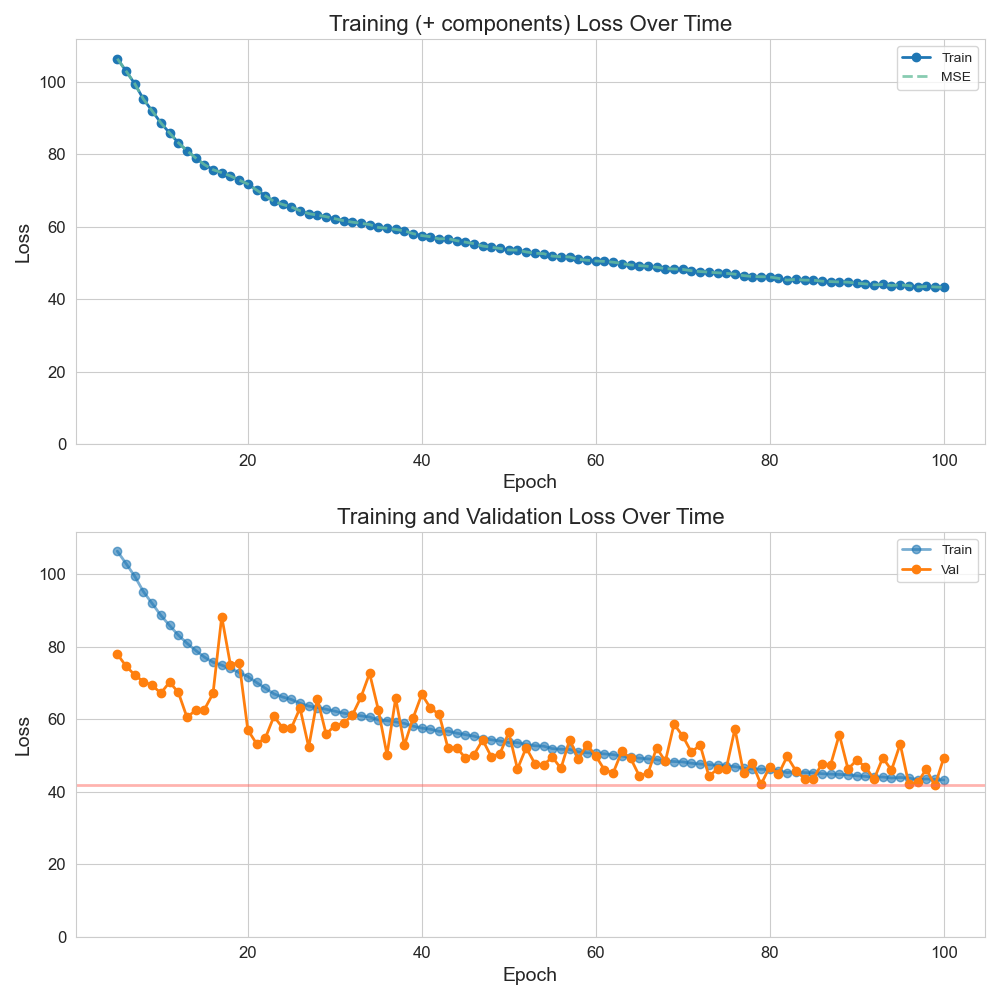 Training (+ components) Loss Over Time
Train
MSE
Loss
100
80
60
40
20
0
20 40 60 80 100
Epoch
Training and Validation Loss Over Time
Train
Val
Loss
100
80
60
40
20
0
20 40 60 80 100
Epoch